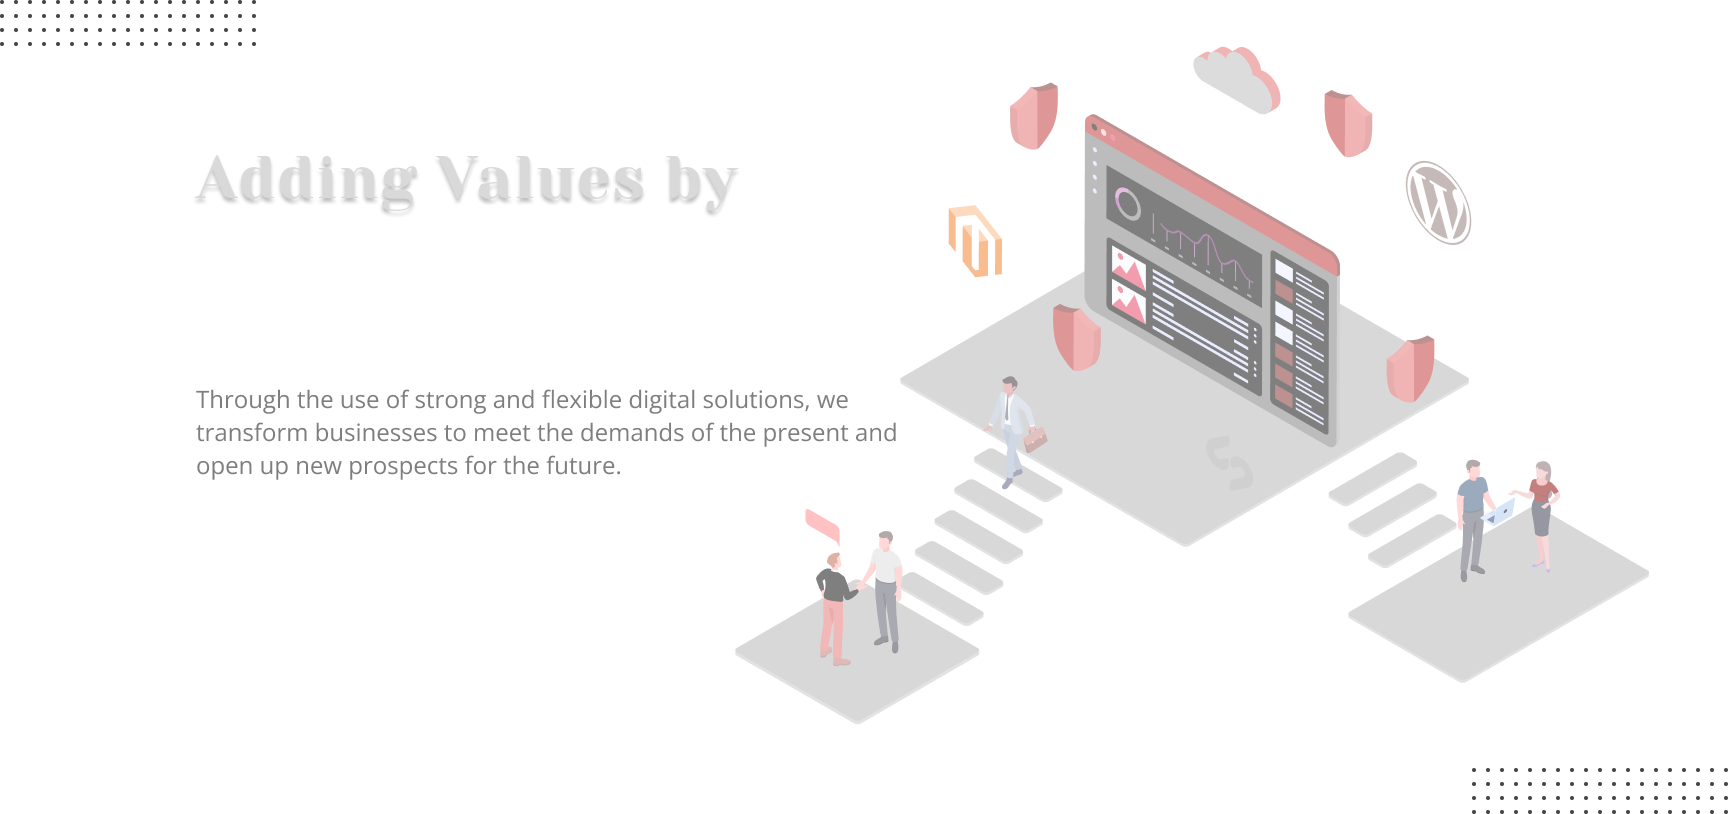 Adding Values by
Through the use of strong and flexible digital solutions, we
transform businesses to meet the demands of the present and
open up new prospects for the future.